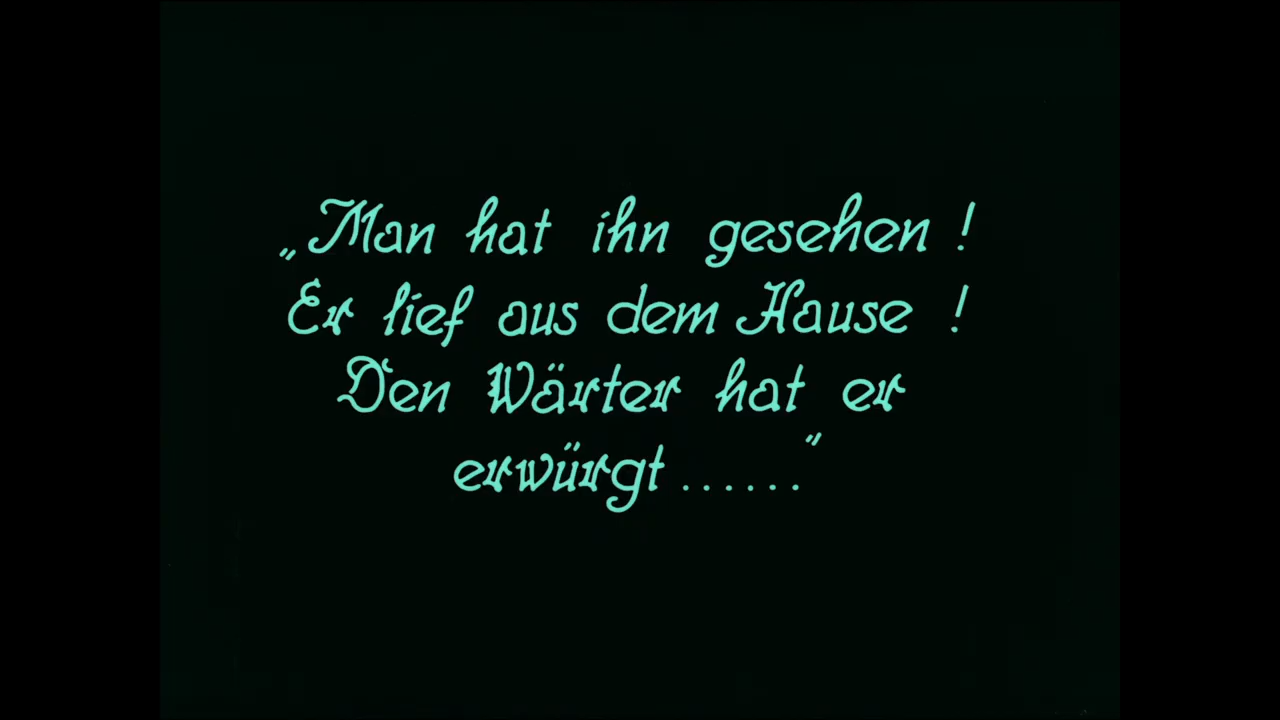 „Man hat ihn gesehen !
Er lief aus dem Hause !
Den Wärter hat er
erwürgt ......"